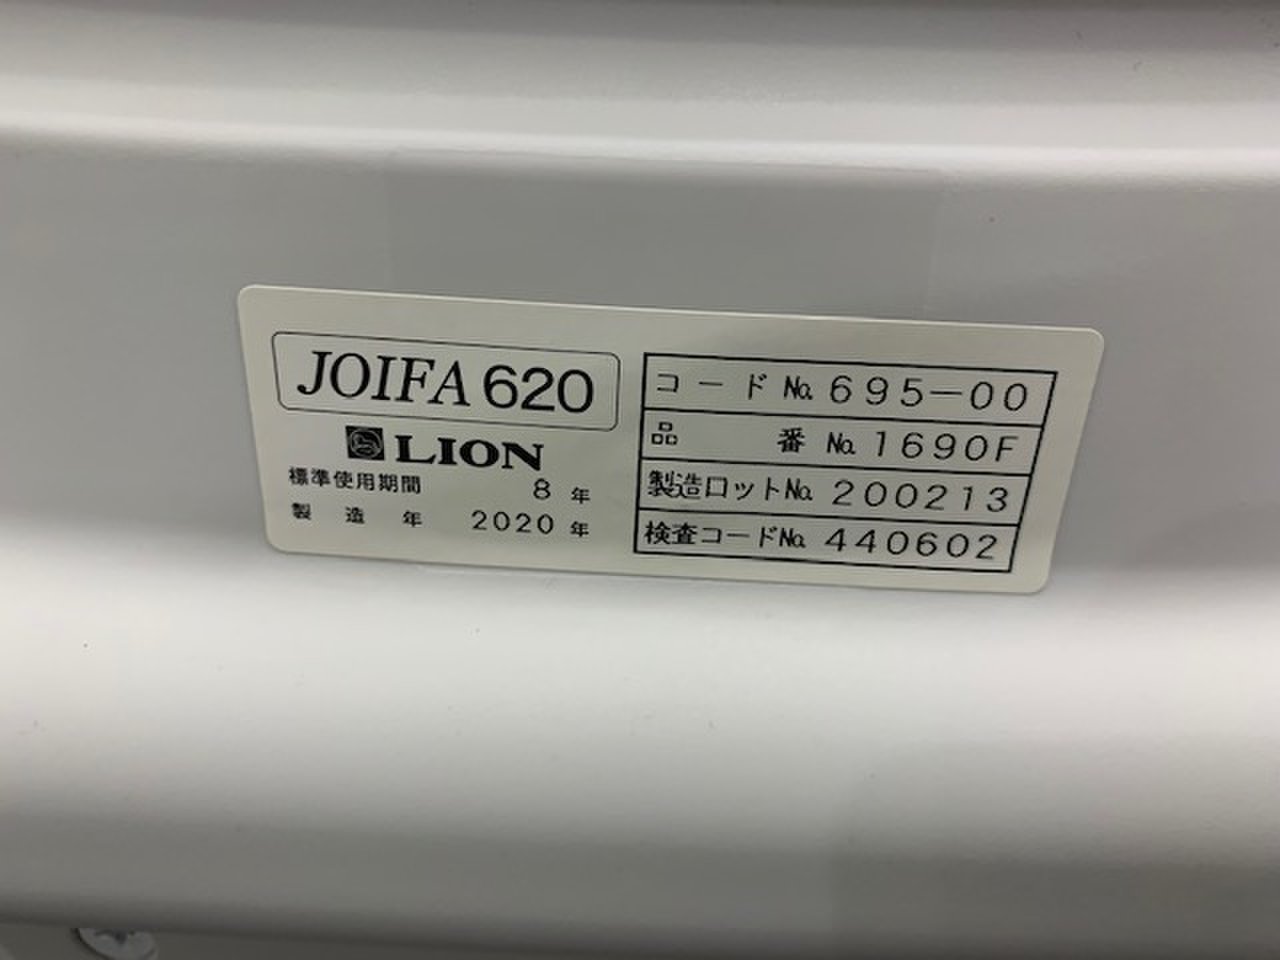 JOIFA 620
LION
標準使用期間 8 年
製造年 2020 年
コード № 695-00
品番 № 1690F
製造ロット№ 200213
検査コード№ 440602